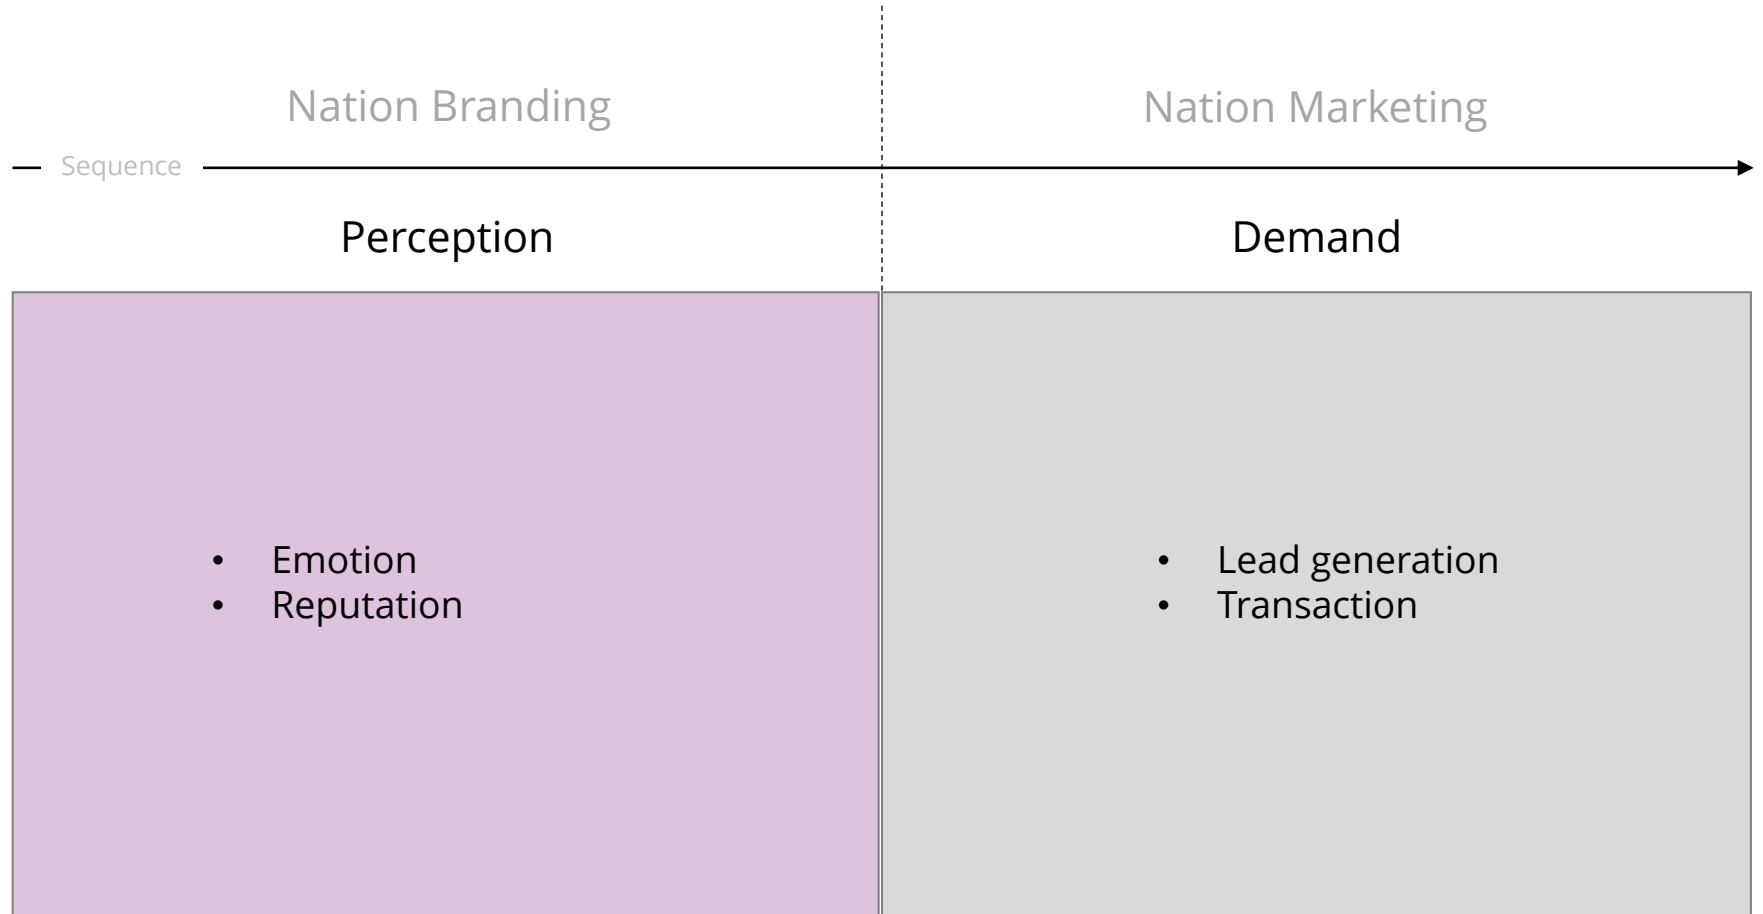 Nation Branding
Nation Marketing
Sequence
Perception
Demand
• Emotion
• Reputation
• Lead generation
• Transaction